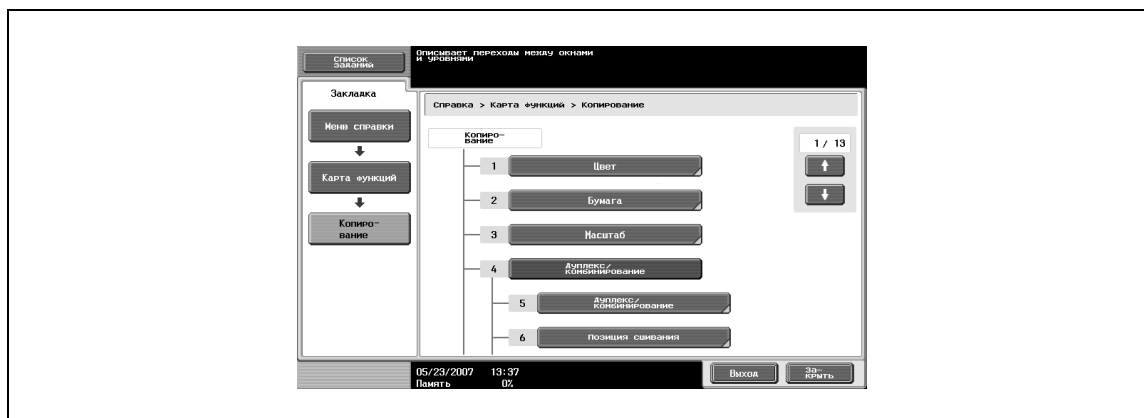 Список
заданий
Описывает переходы между окнами
и уровнями
Закладка
Меню справки
Карта функций
Копиро-
вание
Справка > Карта функций > Копирование
Копиро-
вание
1 / 13
1 Цвет
2 Бумага
3 Масштаб
4 Дуплекс/
комбинирование
5 Дуплекс/
комбинирование
6 Позиция сшивания
05/23/2007 13:37
Память 0%
Выход
За-
крыть